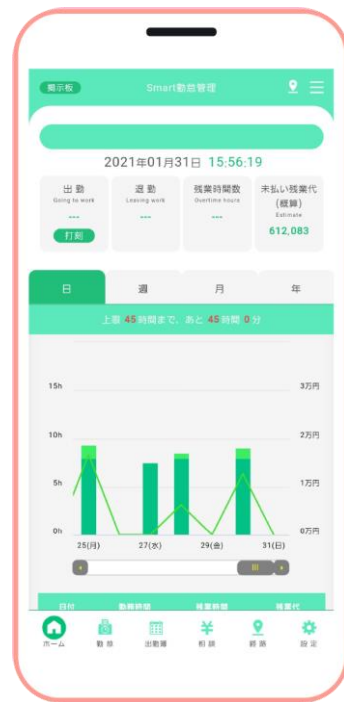 掲示板 Smart勤怠管理
2021年01月31日 15:56:19
出 勤 退 勤 残業時間数 未払い残業代
(概算)
Going to work Leaving work Overtime hours Estimate
--- --- --- 612,083
打刻
日 週 月 年
上限 45 時間まで、あと 45 時間 0 分
15h 3万円
10h 2万円
5h 1万円
0h 0万円
25(月) 27(水) 29(金) 31(日)
日付 勤務時間 残業時間 残業代
ホーム 勤 怠 出勤簿 相 談 経 路 設 定